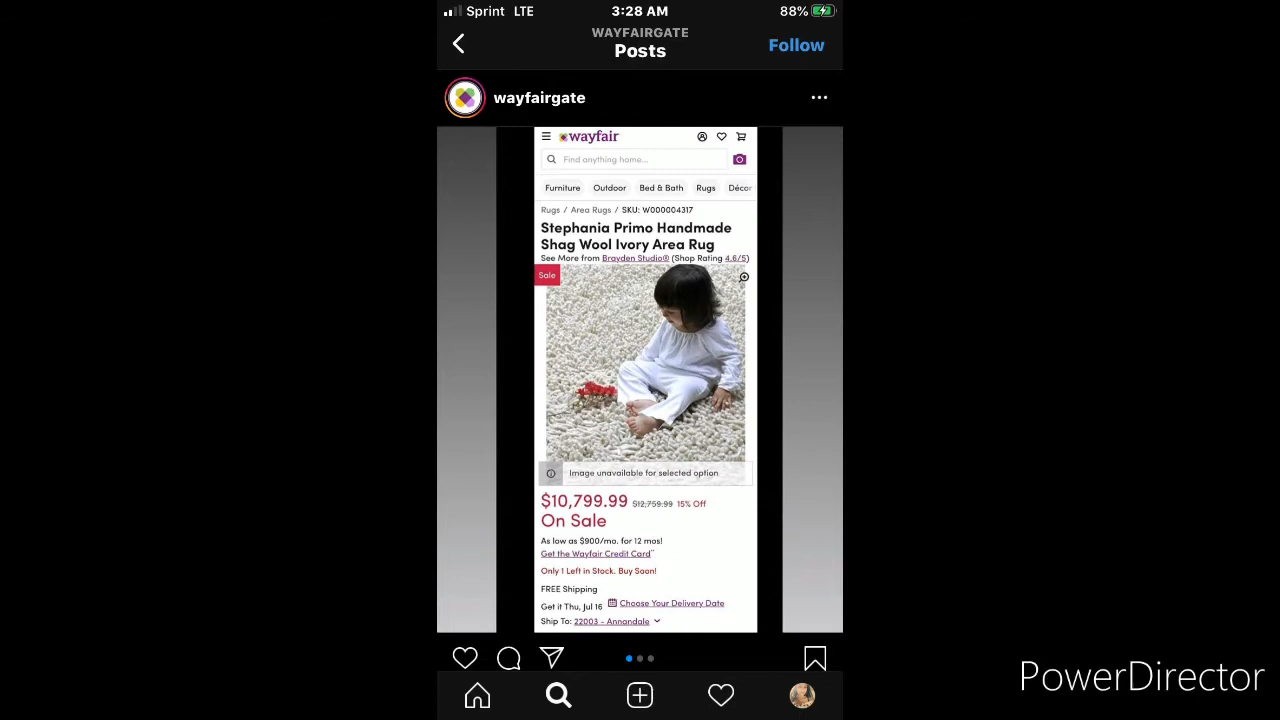 Sprint LTE 3:28 AM 88%
WAYFAIRGATE
Posts
Follow
wayfairgate
wayfair
Find anything home...
Furniture Outdoor Bed & Bath Rugs Décor
Rugs / Area Rugs / SKU: W000004317
Stephania Primo Handmade
Shag Wool Ivory Area Rug
See More from Brayden Studio® (Shop Rating 4.6/5)
Sale
Image unavailable for selected option
$10,799.99 $12,759.99 15% Off
On Sale
As low as $900/mo. for 12 mos!
Get the Wayfair Credit Card**
Only 1 Left in Stock. Buy Soon!
FREE Shipping
Get it Thu, Jul 16 Choose Your Delivery Date
Ship To: 22003 - Annandale
PowerDirector